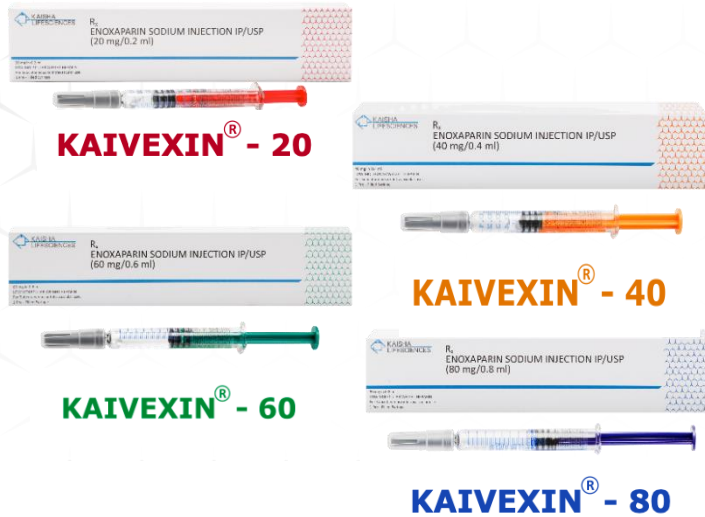 KAISHA
LIFESCIENCES
Rx
ENOXAPARIN SODIUM INJECTION IP/USP
(20 mg/0.2 ml)
KAIVEXIN® - 20
KAISHA
LIFESCIENCES
Rx
ENOXAPARIN SODIUM INJECTION IP/USP
(40 mg/0.4 ml)
KAIVEXIN® - 40
KAISHA
LIFESCIENCES
Rx
ENOXAPARIN SODIUM INJECTION IP/USP
(60 mg/0.6 ml)
KAIVEXIN® - 60
KAISHA
LIFESCIENCES
Rx
ENOXAPARIN SODIUM INJECTION IP/USP
(80 mg/0.8 ml)
KAIVEXIN® - 80